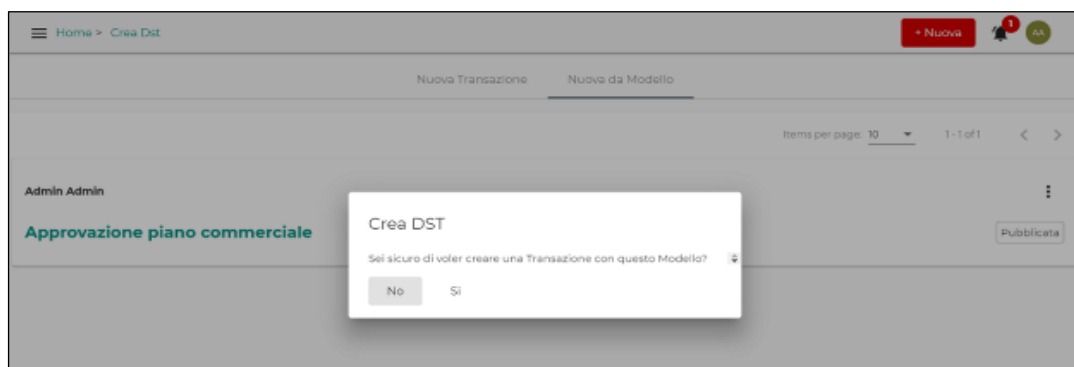 Home > Crea Dst
+ Nuova
1
AA
Nuova Transazione
Nuova da Modello
Items per page: 10
1 - 1 of 1
Admin Admin
Approvazione piano commerciale
Pubblicata
Crea DST
Sei sicuro di voler creare una Transazione con questo Modello?
No
Si